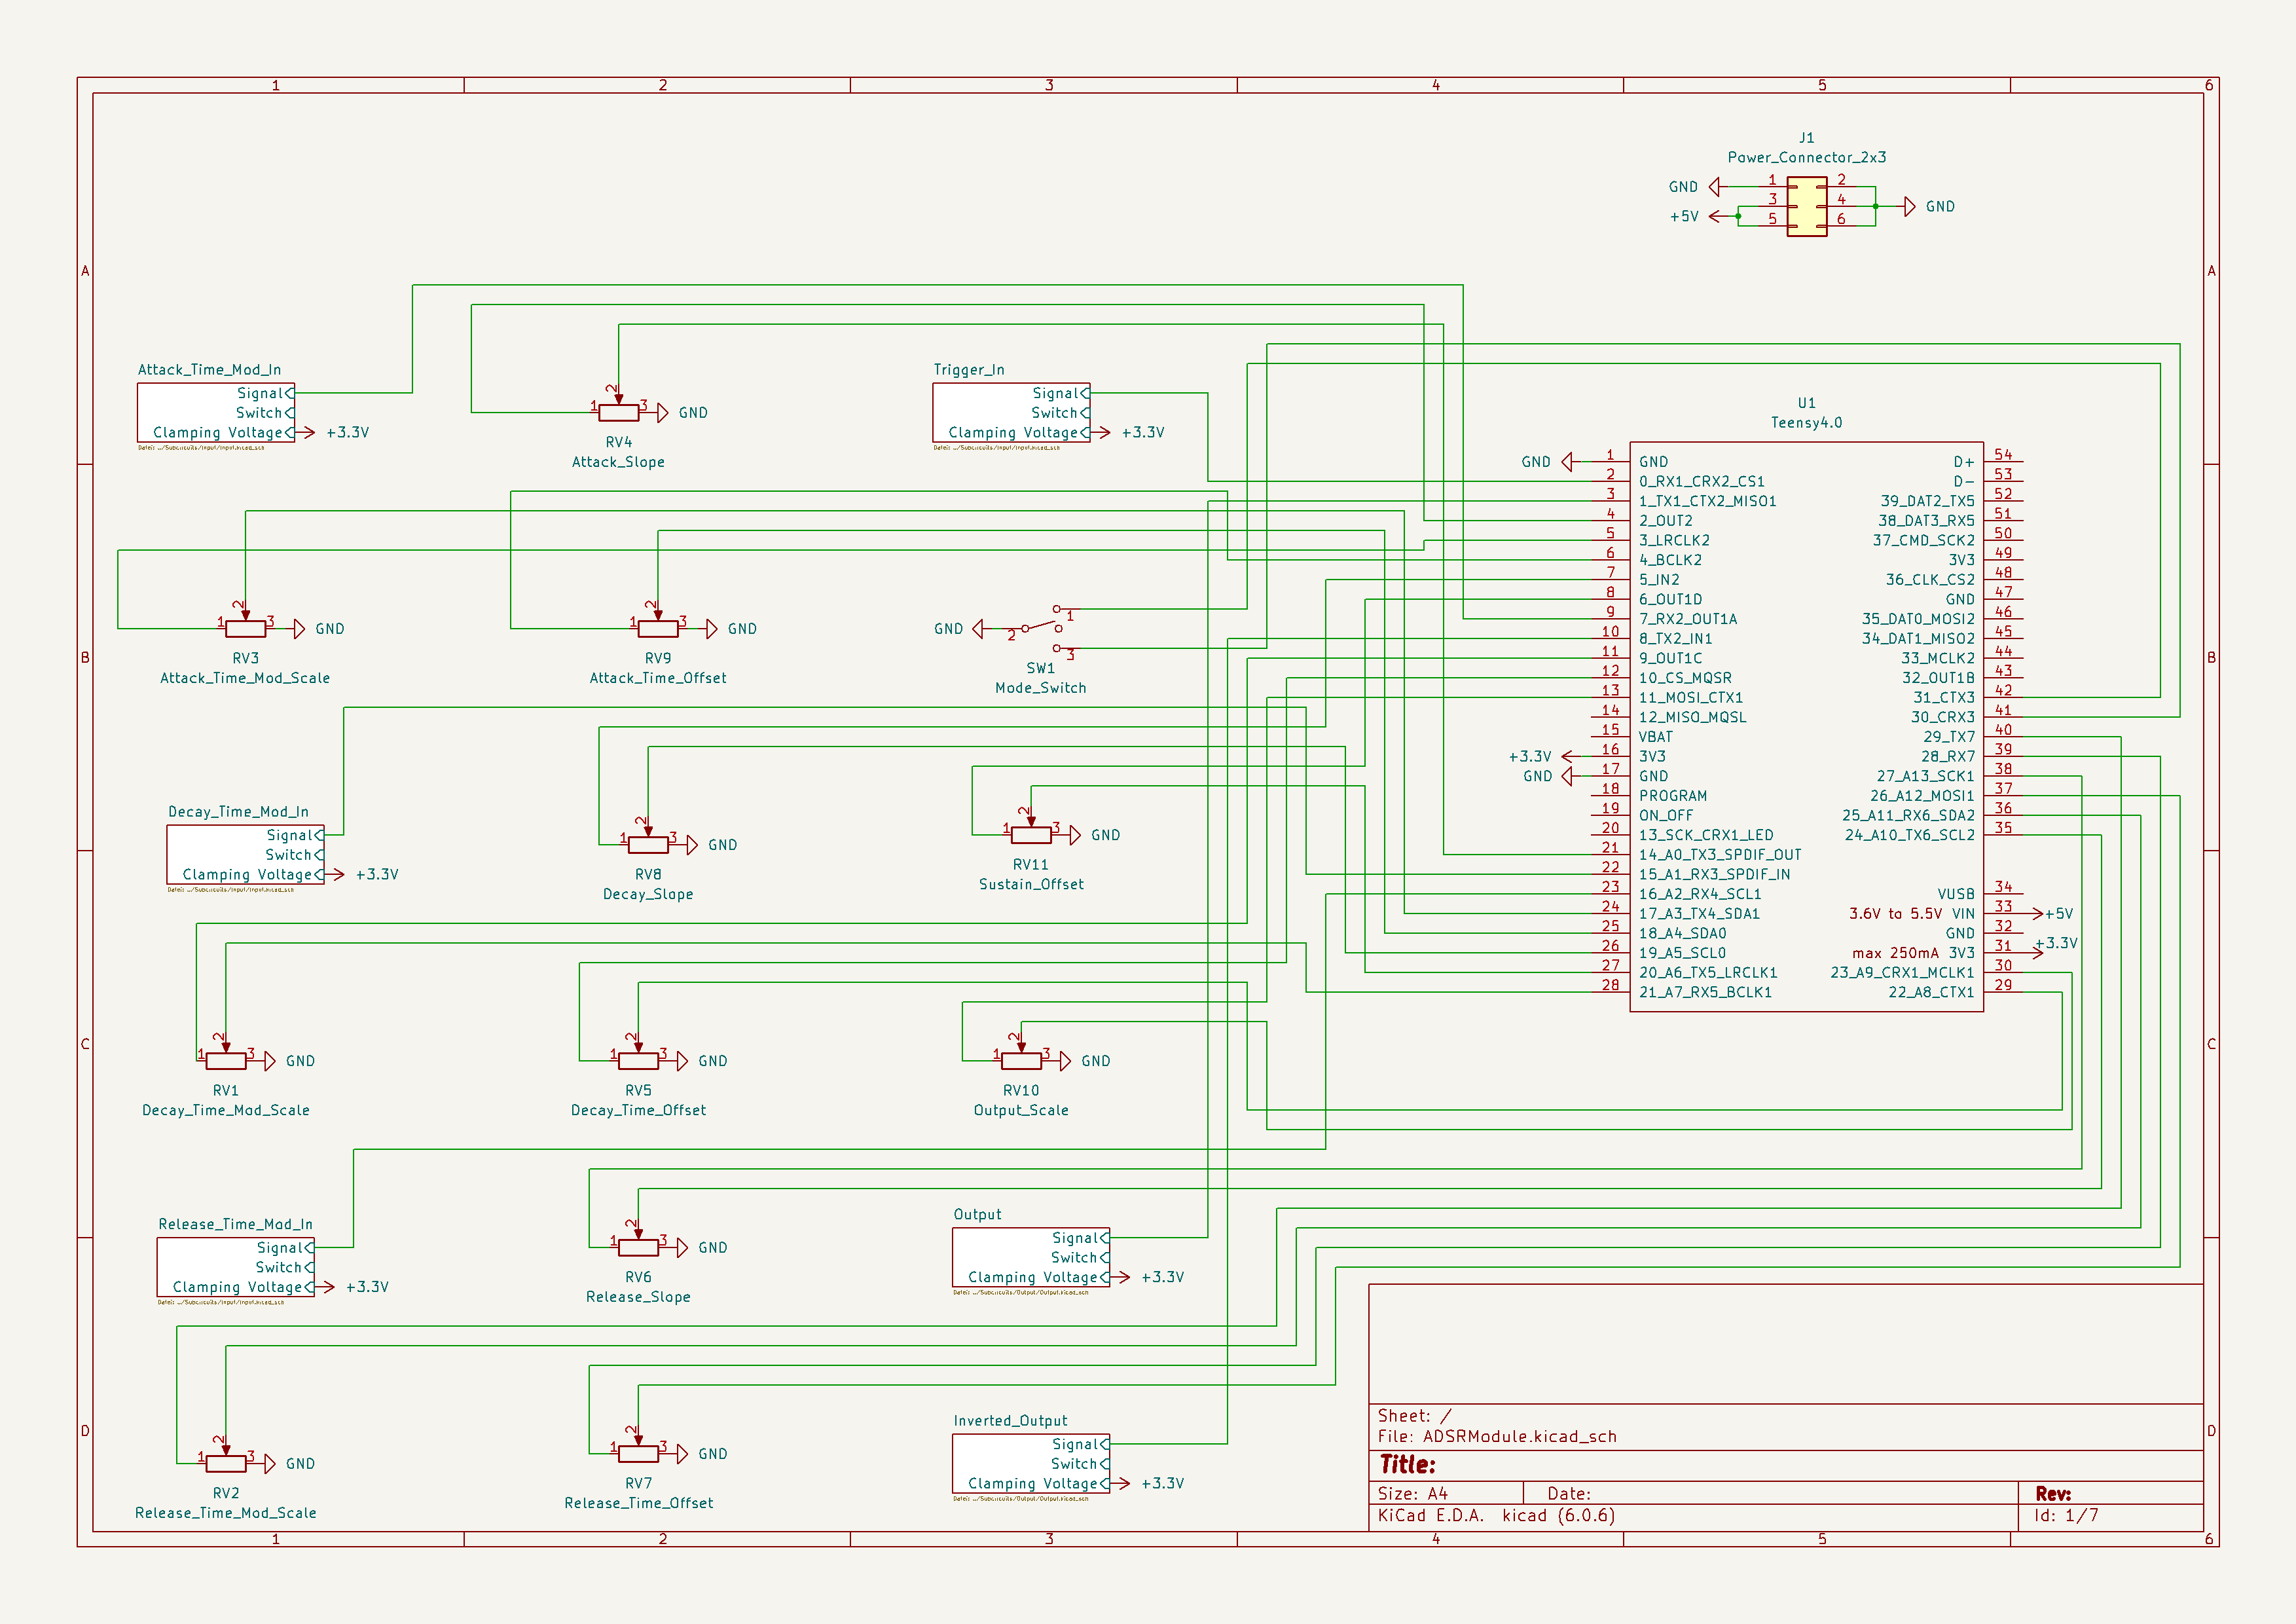 1 2 3 4 5 6
A
B
C
D
A
B
C
D
1 2 3 4 5 6
J1
Power_Connector_2x3
GND 1 2
3 4 GND
+5V 5 6
Attack_Time_Mod_In
Signal
Switch
Clamping Voltage +3.3V
Datei: ../Subcircuits/Input/Input.kicad_sch
1 2 3 GND
RV4
Attack_Slope
Trigger_In
Signal
Switch
Clamping Voltage +3.3V
Datei: ../Subcircuits/Input/Input.kicad_sch
1 2 3 GND
RV3
Attack_Time_Mod_Scale
1 2 3 GND
RV9
Attack_Time_Offset
GND 2 1 3
SW1
Mode_Switch
Decay_Time_Mod_In
Signal
Switch
Clamping Voltage +3.3V
Datei: ../Subcircuits/Input/Input.kicad_sch
1 2 3 GND
RV8
Decay_Slope
1 2 3 GND
RV11
Sustain_Offset
1 2 3 GND
RV1
Decay_Time_Mod_Scale
1 2 3 GND
RV5
Decay_Time_Offset
1 2 3 GND
RV10
Output_Scale
Release_Time_Mod_In
Signal
Switch
Clamping Voltage +3.3V
Datei: ../Subcircuits/Input/Input.kicad_sch
1 2 3 GND
RV6
Release_Slope
Output
Signal
Switch
Clamping Voltage +3.3V
Datei: ../Subcircuits/Output/Output.kicad_sch
1 2 3 GND
RV2
Release_Time_Mod_Scale
1 2 3 GND
RV7
Release_Time_Offset
Inverted_Output
Signal
Switch
Clamping Voltage +3.3V
Datei: ../Subcircuits/Output/Output.kicad_sch
U1
Teensy4.0
GND 1 GND D+ 54
2 0_RX1_CRX2_CS1 D- 53
3 1_TX1_CTX2_MISO1 39_DAT2_TX5 52
4 2_OUT2 38_DAT3_RX5 51
5 3_LRCLK2 37_CMD_SCK2 50
6 4_BCLK2 3V3 49
7 5_IN2 36_CLK_CS2 48
8 6_OUT1D GND 47
9 7_RX2_OUT1A 35_DAT0_MOSI2 46
10 8_TX2_IN1 34_DAT1_MISO2 45
11 9_OUT1C 33_MCLK2 44
12 10_CS_MQSR 32_OUT1B 43
13 11_MOSI_CTX1 31_CTX3 42
14 12_MISO_MQSL 30_CRX3 41
15 VBAT 29_TX7 40
+3.3V 16 3V3 28_RX7 39
GND 17 GND 27_A13_SCK1 38
18 PROGRAM 26_A12_MOSI1 37
19 ON_OFF 25_A11_RX6_SDA2 36
20 13_SCK_CRX1_LED 24_A10_TX6_SCL2 35
21 14_A0_TX3_SPDIF_OUT
22 15_A1_RX3_SPDIF_IN
23 16_A2_RX4_SCL1 VUSB 34
24 17_A3_TX4_SDA1 3.6V to 5.5V VIN 33 +5V
25 18_A4_SDA0 GND 32
26 19_A5_SCL0 max 250mA 3V3 31 +3.3V
27 20_A6_TX5_LRCLK1 23_A9_CRX1_MCLK1 30
28 21_A7_RX5_BCLK1 22_A8_CTX1 29
Sheet: /
File: ADSRModule.kicad_sch
Title:
Size: A4 Date: Rev:
KiCad E.D.A. kicad (6.0.6) Id: 1/7